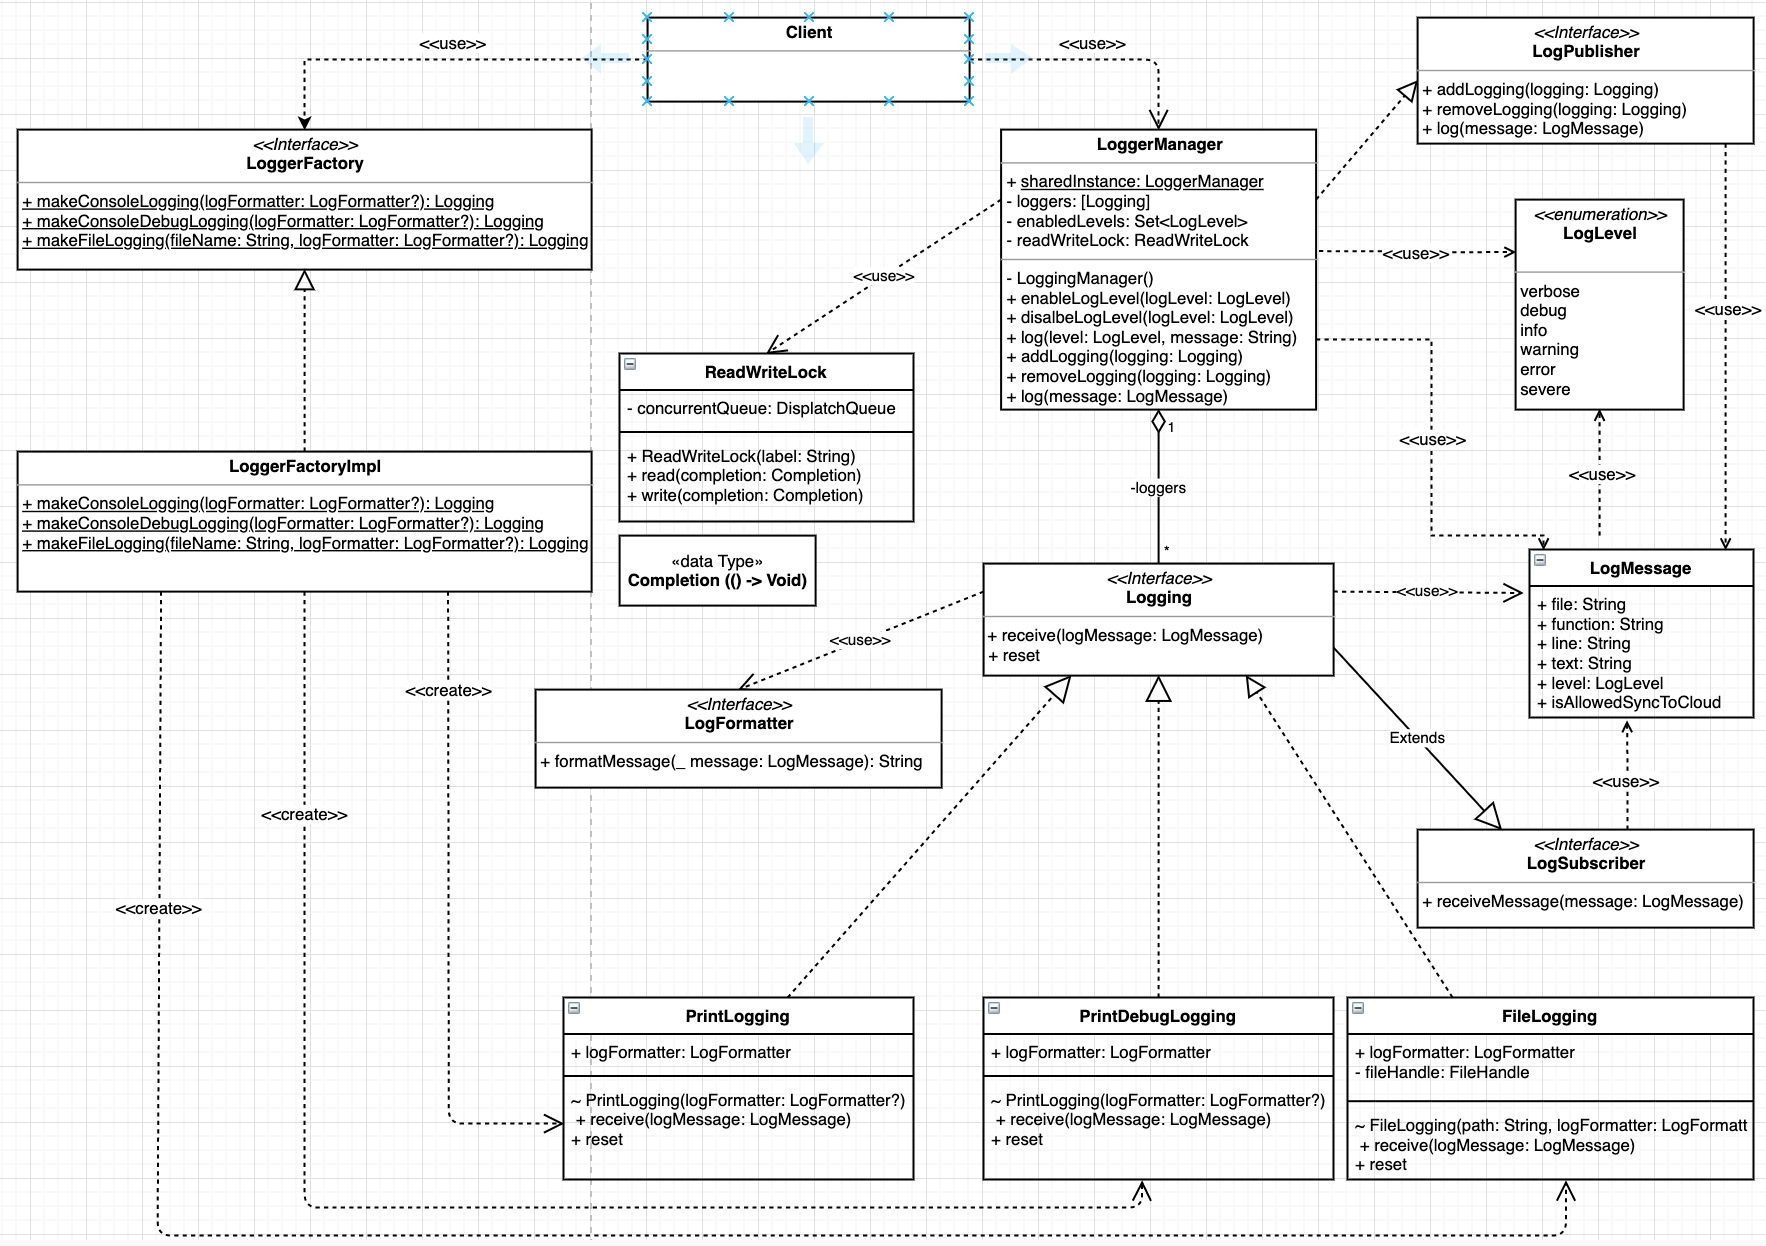 Client
<<use>>
<<use>>
<<Interface>>
LogPublisher
+ addLogging(logging: Logging)
+ removeLogging(logging: Logging)
+ log(message: LogMessage)
<<Interface>>
LoggerFactory
+ makeConsoleLogging(logFormatter: LogFormatter?): Logging
+ makeConsoleDebugLogging(logFormatter: LogFormatter?): Logging
+ makeFileLogging(fileName: String, logFormatter: LogFormatter?): Logging
LoggerManager
+ sharedInstance: LoggerManager
- loggers: [Logging]
- enabledLevels: Set<LogLevel>
- readWriteLock: ReadWriteLock
- LoggingManager()
+ enableLogLevel(logLevel: LogLevel)
+ disalbeLogLevel(logLevel: LogLevel)
+ log(level: LogLevel, message: String)
+ addLogging(logging: Logging)
+ removeLogging(logging: Logging)
+ log(message: LogMessage)
<<enumeration>>
LogLevel
verbose
debug
info
warning
error
severe
<<use>>
<<use>>
<<use>>
<<use>>
<<use>>
ReadWriteLock
- concurrentQueue: DisplatchQueue
+ ReadWriteLock(label: String)
+ read(completion: Completion)
+ write(completion: Completion)
«data Type»
Completion (() -> Void)
LoggerFactoryImpl
+ makeConsoleLogging(logFormatter: LogFormatter?): Logging
+ makeConsoleDebugLogging(logFormatter: LogFormatter?): Logging
+ makeFileLogging(fileName: String, logFormatter: LogFormatter?): Logging
1
-loggers
*
<<Interface>>
Logging
+ receive(logMessage: LogMessage)
+ reset
<<use>>
<<use>>
LogMessage
+ file: String
+ function: String
+ line: String
+ text: String
+ level: LogLevel
+ isAllowedSyncToCloud
<<Interface>>
LogFormatter
+ formatMessage(_ message: LogMessage): String
<<create>>
<<create>>
<<create>>
Extends
<<use>>
<<Interface>>
LogSubscriber
+ receiveMessage(message: LogMessage)
PrintLogging
+ logFormatter: LogFormatter
~ PrintLogging(logFormatter: LogFormatter?)
+ receive(logMessage: LogMessage)
+ reset
PrintDebugLogging
+ logFormatter: LogFormatter
~ PrintLogging(logFormatter: LogFormatter?)
+ receive(logMessage: LogMessage)
+ reset
FileLogging
+ logFormatter: LogFormatter
- fileHandle: FileHandle
~ FileLogging(path: String, logFormatter: LogFormatt
+ receive(logMessage: LogMessage)
+ reset